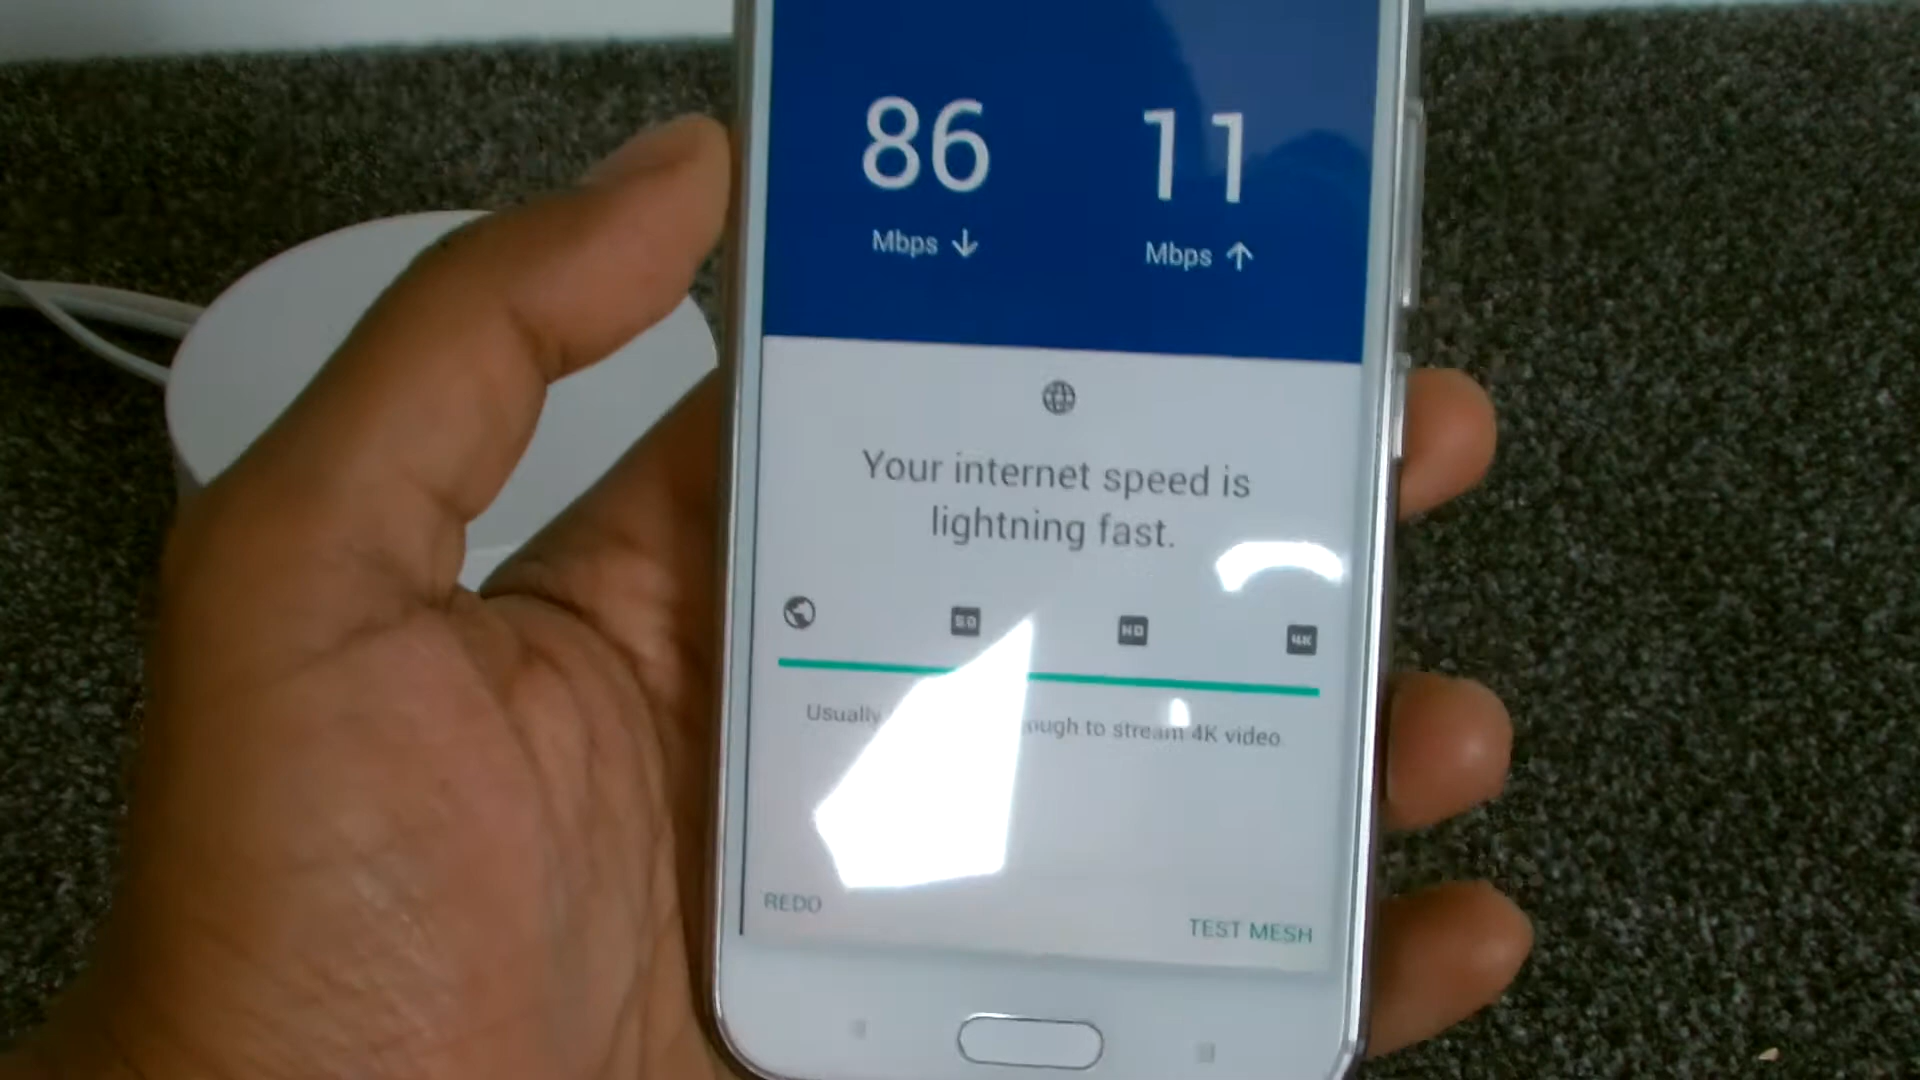 86 11
Mbps ↓ Mbps ↑
Your internet speed is
lightning fast.
SD HD 4K
Usually to stream 4K video
REDO TEST MESH